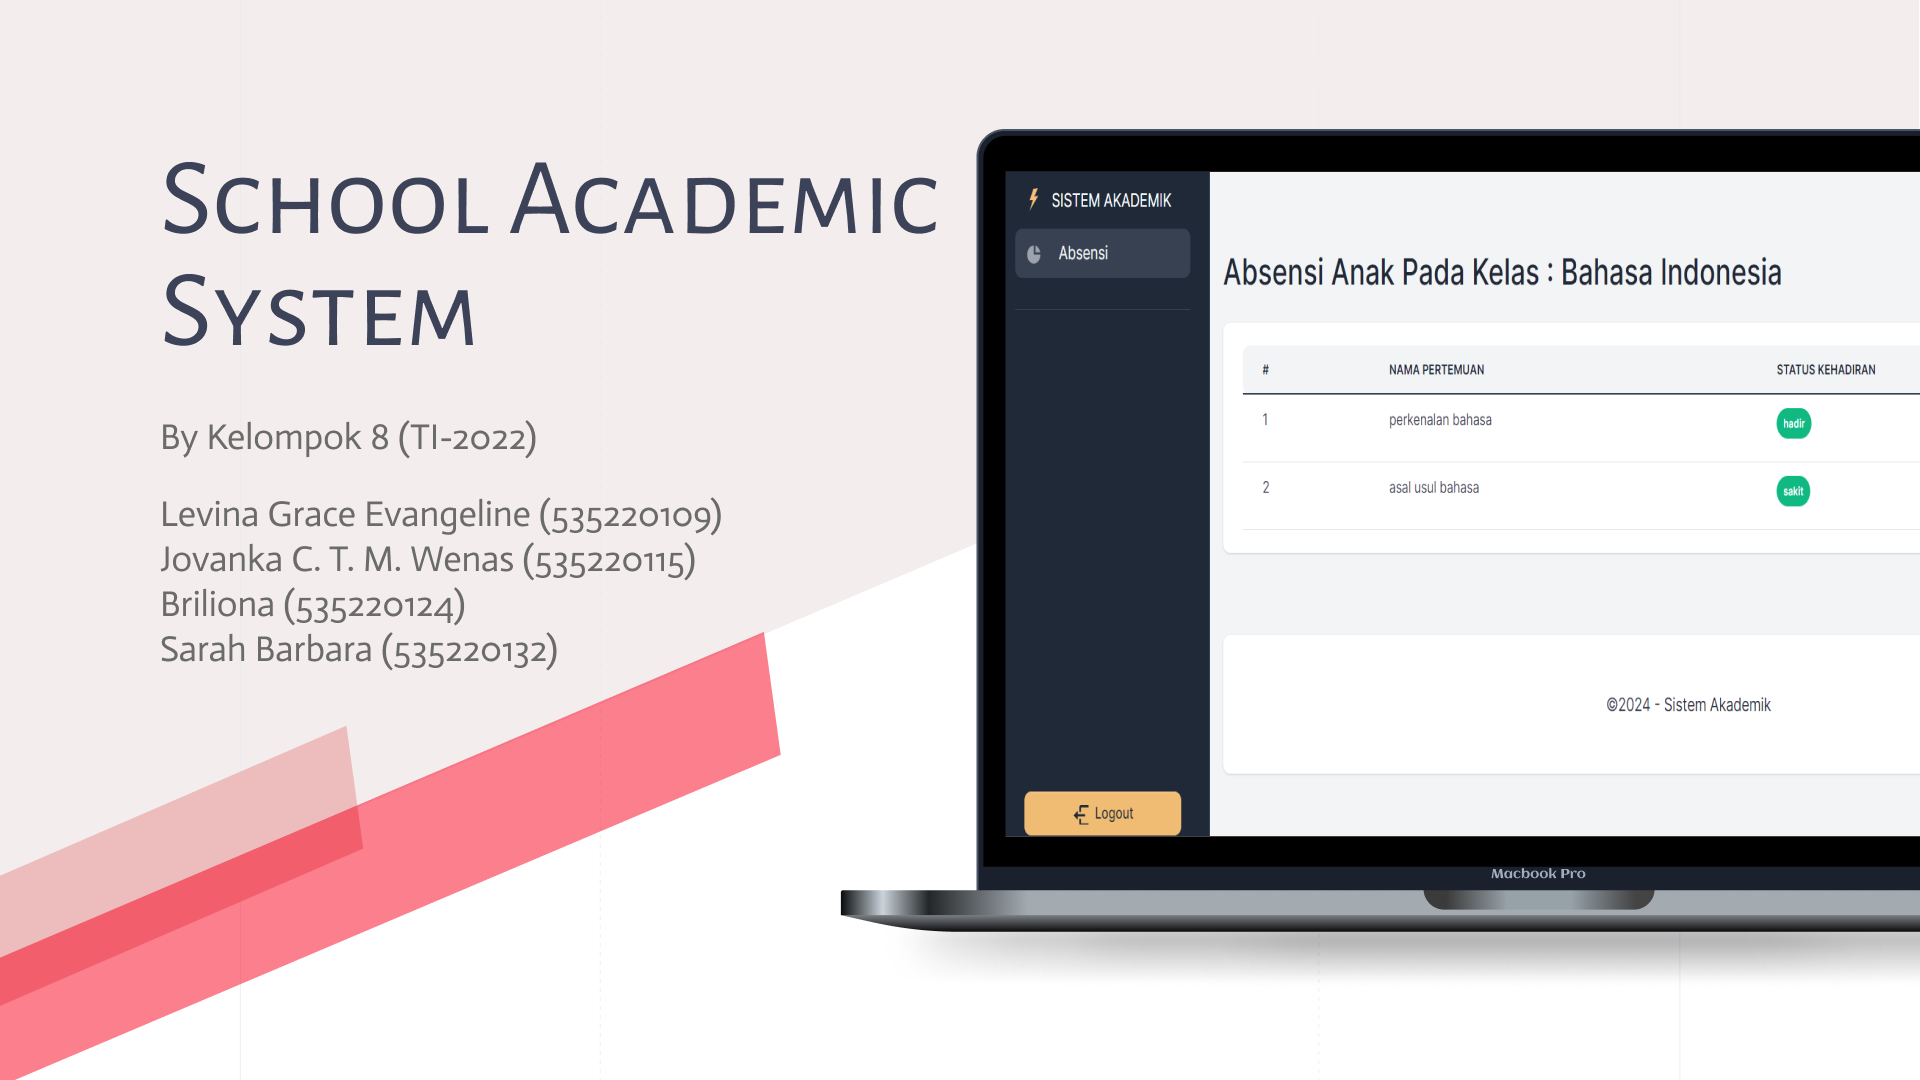 School Academic
System
By Kelompok 8 (TI-2022)
Levina Grace Evangeline (535220109)
Jovanka C. T. M. Wenas (535220115)
Briliona (535220124)
Sarah Barbara (535220132)
SISTEM AKADEMIK
Absensi
Absensi Anak Pada Kelas : Bahasa Indonesia
# NAMA PERTEMUAN STATUS KEHADIRAN
1 perkenalan bahasa hadir
2 asal usul bahasa sakit
©2024 - Sistem Akademik
Logout
Macbook Pro